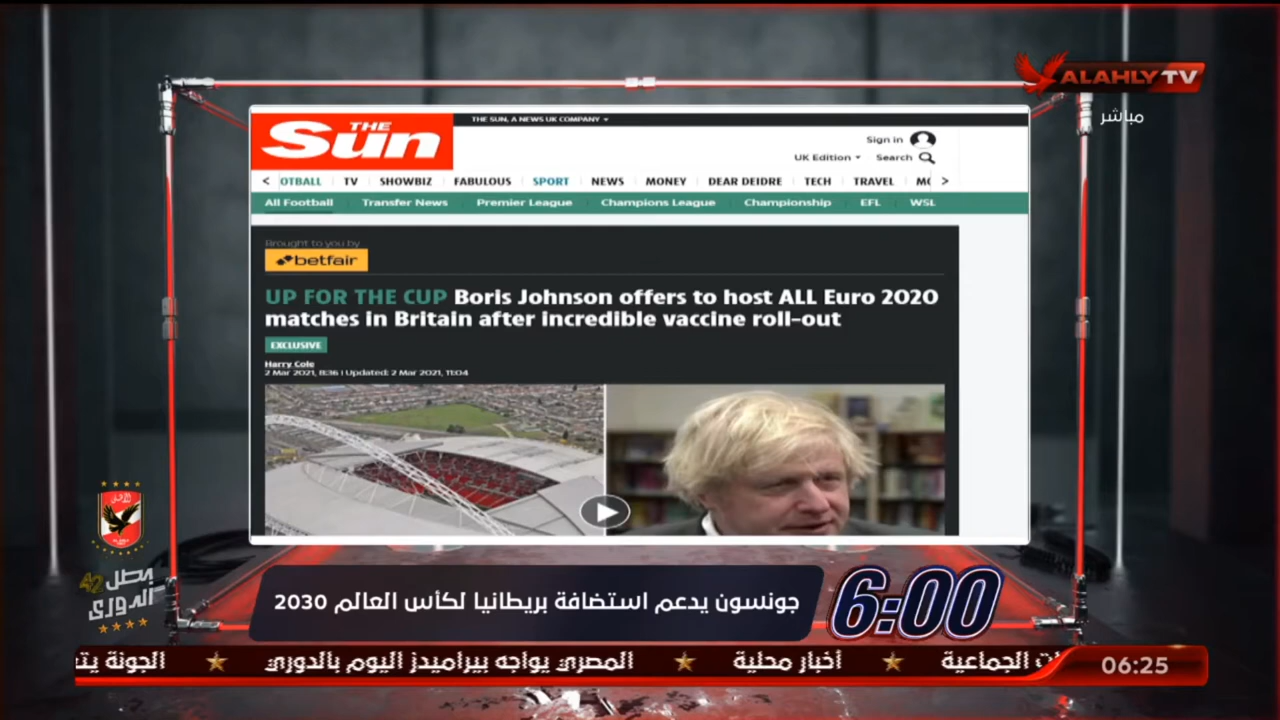 ALAHLY TV
مباشر
THE Sun
THE SUN, A NEWS UK COMPANY
Sign in
UK Edition
Search
< OTBALL TV SHOWBIZ FABULOUS SPORT NEWS MONEY DEAR DEIDRE TECH TRAVEL >
All Football Transfer News Premier League Champions League Championship EFL WSL
Brought to you by
betfair
UP FOR THE CUP Boris Johnson offers to host ALL Euro 2020
matches in Britain after incredible vaccine roll-out
EXCLUSIVE
Harry Cole
2 Mar 2021, 8:36 | Updated: 2 Mar 2021, 11:04
الأهلي
بطل
الدوري
42
6:00
جونسون يدعم استضافة بريطانيا لكأس العالم 2030
الجماعية ★ أخبار محلية ★ المصري يواجه بيراميدز اليوم بالدوري ★ الجونة
06:25